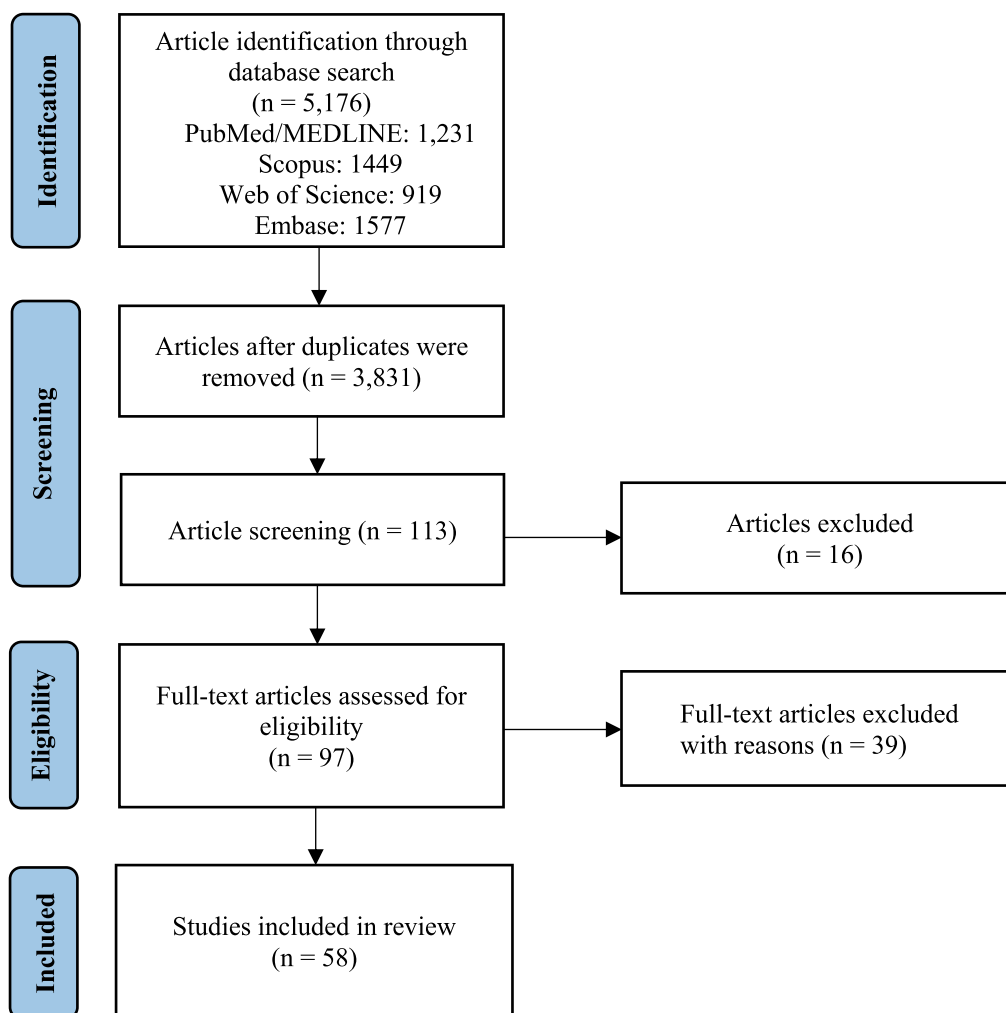 Identification
Article identification through
database search
(n = 5,176)
PubMed/MEDLINE: 1,231
Scopus: 1449
Web of Science: 919
Embase: 1577
Screening
Articles after duplicates were
removed (n = 3,831)
Article screening (n = 113)
Articles excluded
(n = 16)
Eligibility
Full-text articles assessed for
eligibility
(n = 97)
Full-text articles excluded
with reasons (n = 39)
Included
Studies included in review
(n = 58)